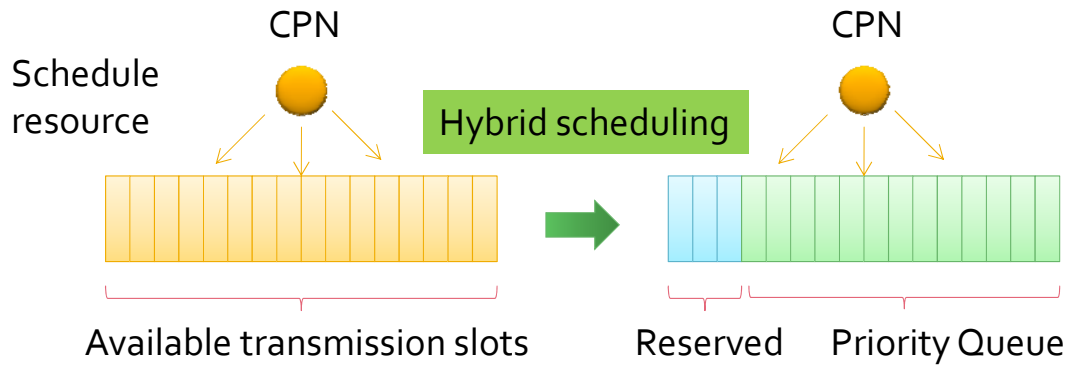 CPN
CPN
Schedule
resource
Hybrid scheduling
Available transmission slots
Reserved
Priority Queue